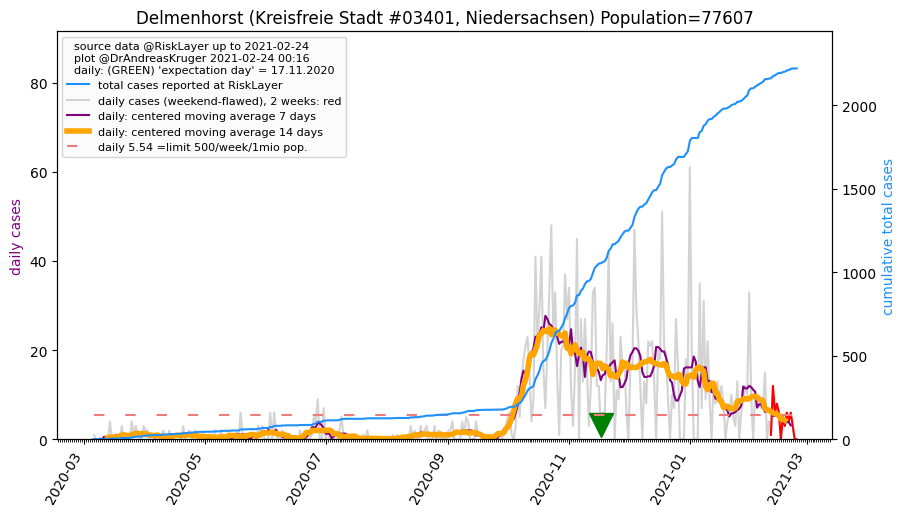 Delmenhorst (Kreisfreie Stadt #03401, Niedersachsen) Population=77607
source data @RiskLayer up to 2021-02-24
plot @DrAndreasKruger 2021-02-24 00:16
daily: (GREEN) 'expectation day' = 17.11.2020
total cases reported at RiskLayer
daily cases (weekend-flawed), 2 weeks: red
daily: centered moving average 7 days
daily: centered moving average 14 days
daily 5.54 =limit 500/week/1mio pop.
daily cases
80
60
40
20
0
cumulative total cases
2000
1500
1000
500
0
2020-03
2020-05
2020-07
2020-09
2020-11
2021-01
2021-03